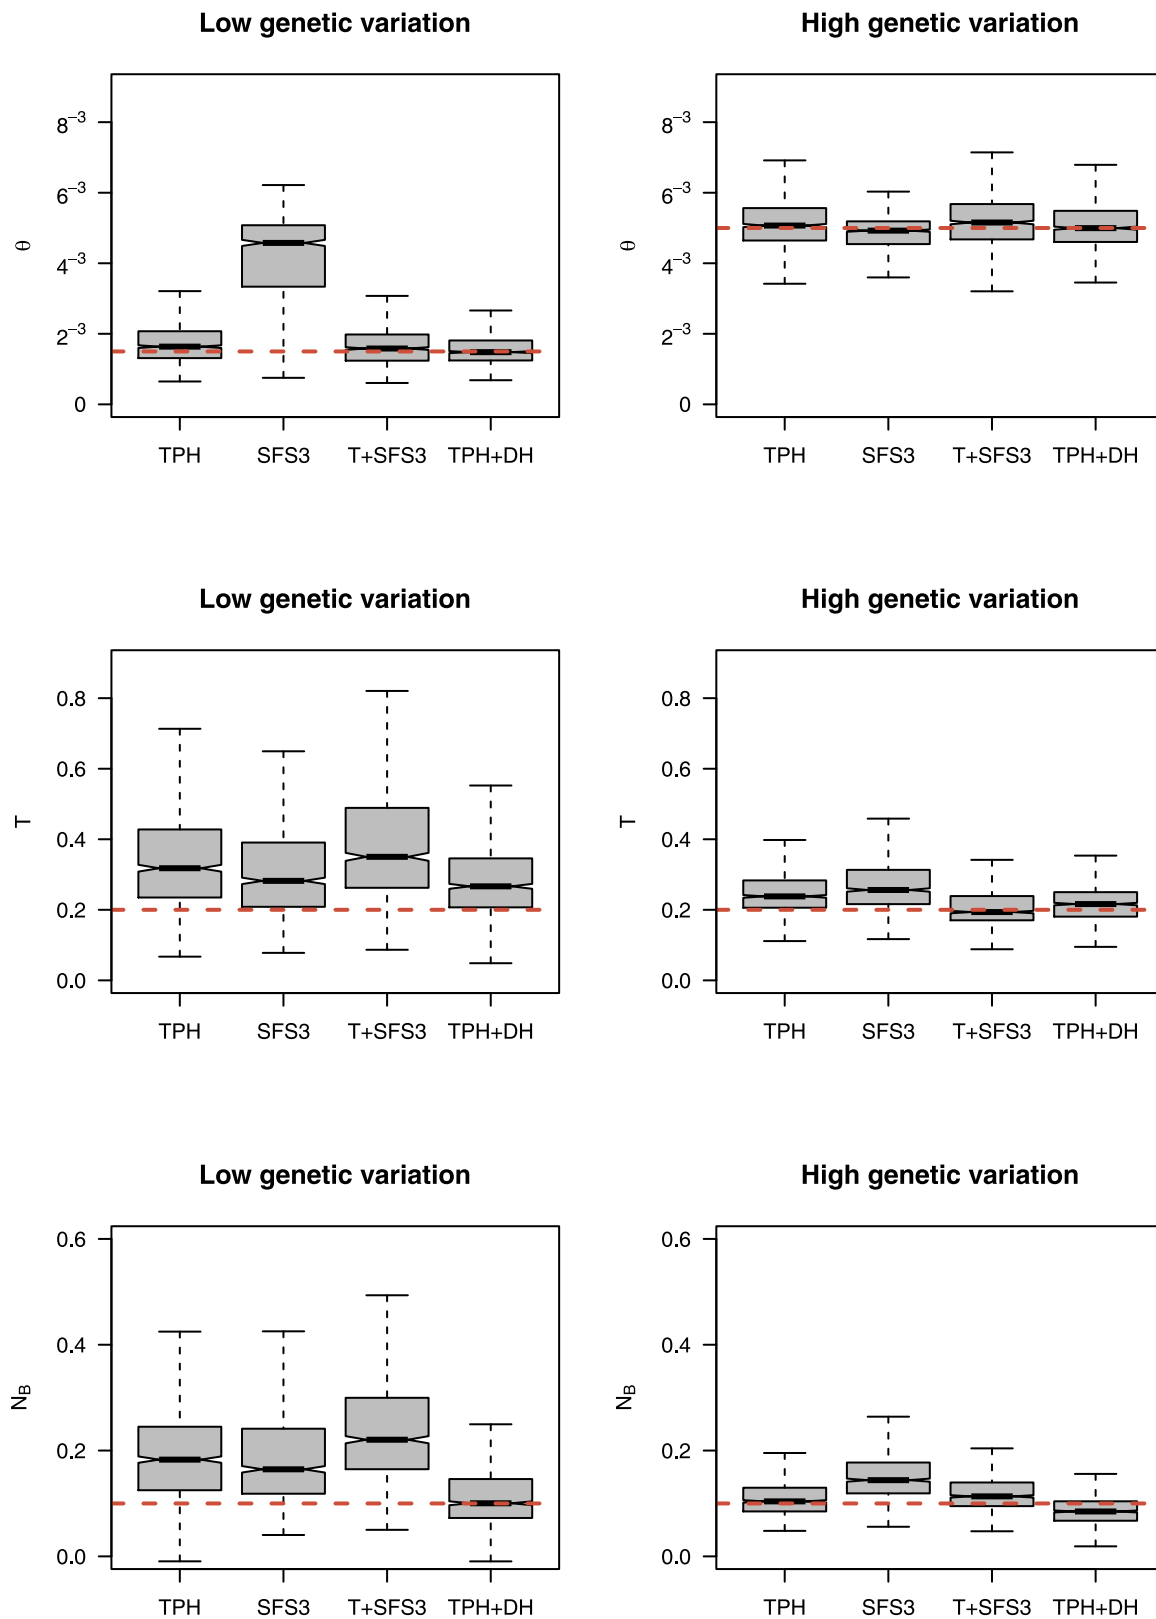 Low genetic variation
High genetic variation
8⁻³
6⁻³
4⁻³
2⁻³
0
θ
TPH SFS3 T+SFS3 TPH+DH
8⁻³
6⁻³
4⁻³
2⁻³
0
θ
TPH SFS3 T+SFS3 TPH+DH
Low genetic variation
High genetic variation
0.8
0.6
0.4
0.2
0.0
T
TPH SFS3 T+SFS3 TPH+DH
0.8
0.6
0.4
0.2
0.0
T
TPH SFS3 T+SFS3 TPH+DH
Low genetic variation
High genetic variation
0.6
0.4
0.2
0.0
N_B
TPH SFS3 T+SFS3 TPH+DH
0.6
0.4
0.2
0.0
N_B
TPH SFS3 T+SFS3 TPH+DH